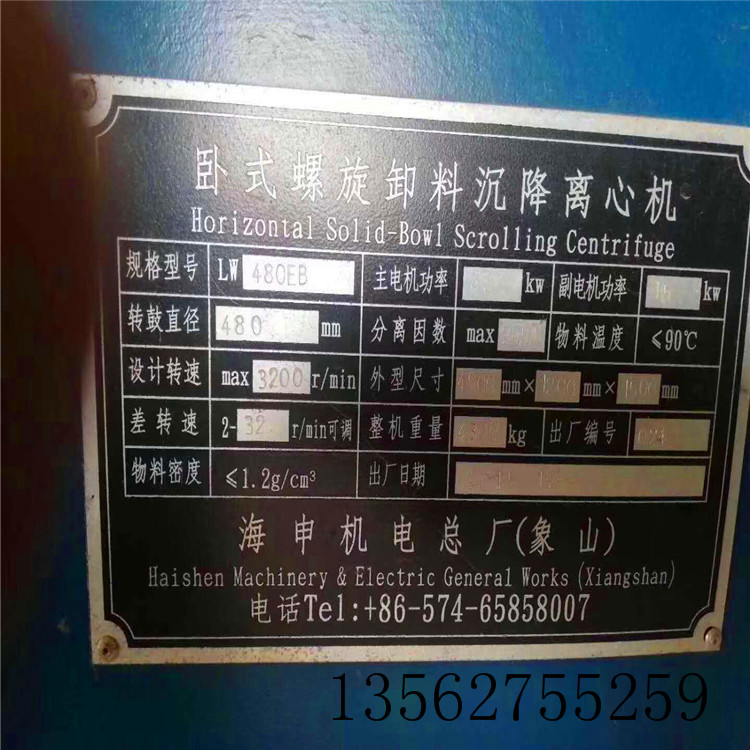 卧式螺旋卸料沉降离心机
Horizontal Solid-Bowl Scrolling Centrifuge
规格型号 LW 480EB 主电机功率 kw 副电机功率 kw
转鼓直径 480 mm 分离因数 max 物料温度 ≤90℃
设计转速 max 3200 r/min 外型尺寸 mm× mm× mm
差转速 2-32 r/min可调 整机重量 kg 出厂编号
物料密度 ≤1.2g/cm³ 出厂日期
海申机电总厂(象山)
Haishen Machinery & Electric General Works (Xiangshan)
电话Tel:+86-574-65858007
13562755259